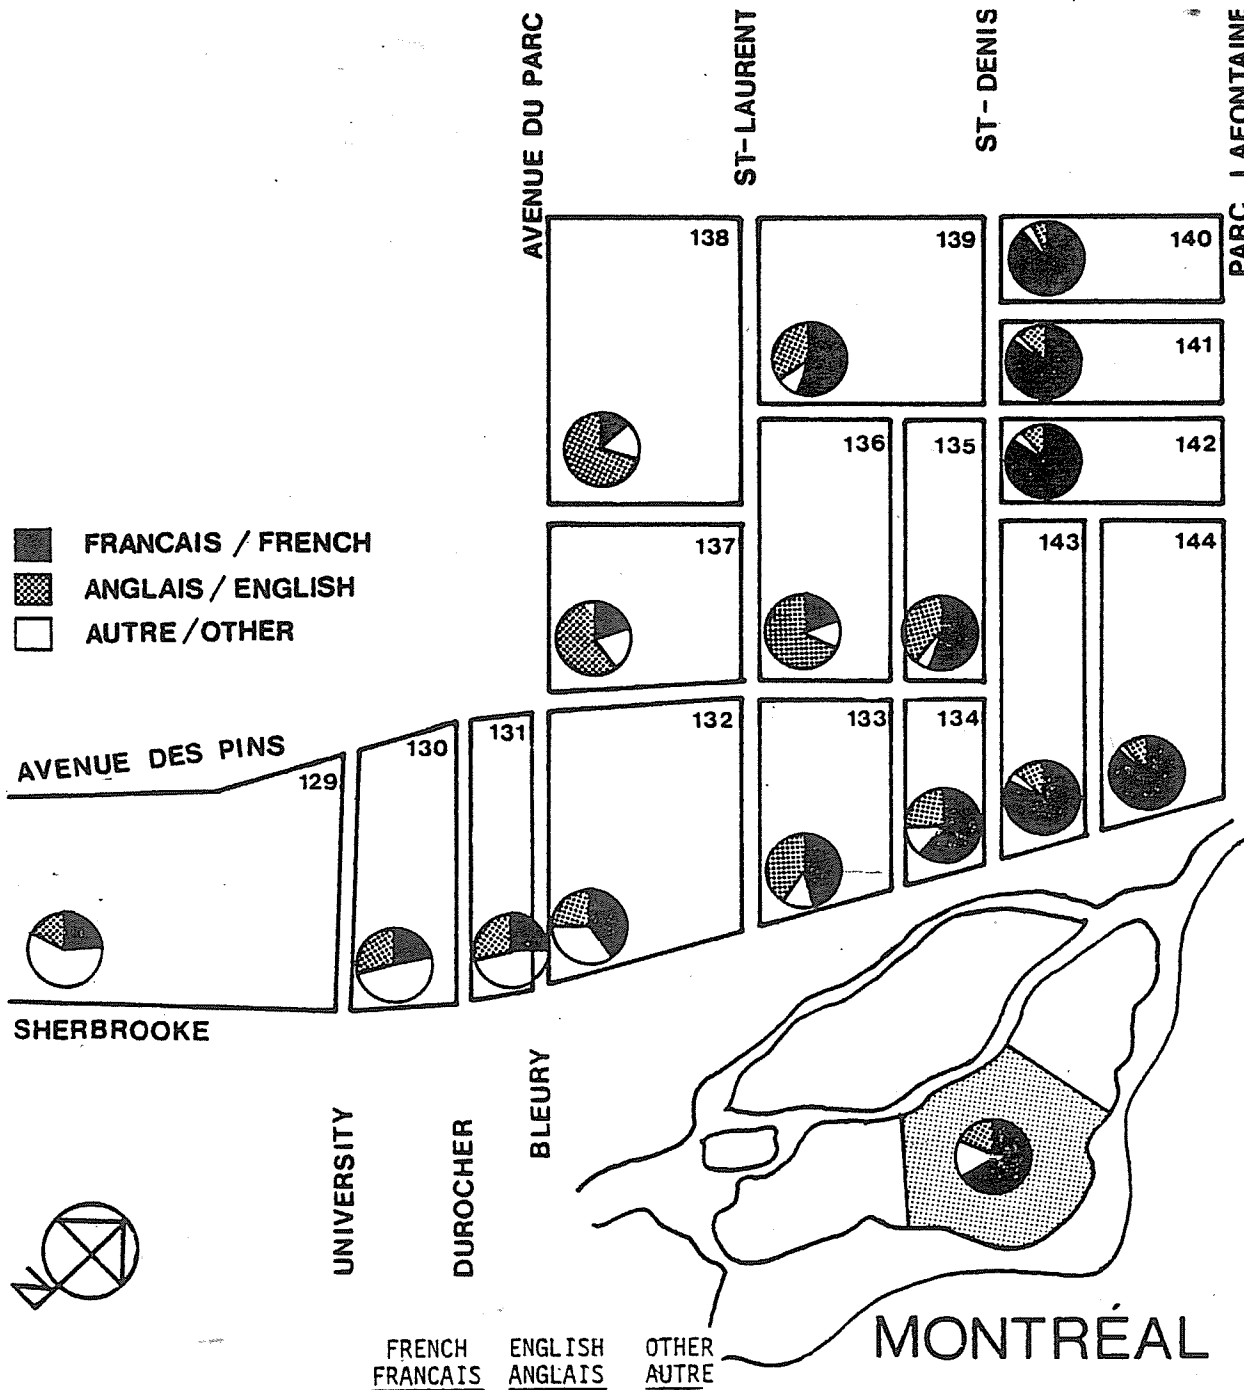 AVENUE DU PARC
ST-LAURENT
ST-DENIS
PARC LAFONTAINE
138
139
140
141
136
135
142
137
143
144
FRANCAIS / FRENCH
ANGLAIS / ENGLISH
AUTRE / OTHER
AVENUE DES PINS
129
130
131
132
133
134
SHERBROOKE
UNIVERSITY
DUROCHER
BLEURY
MONTRÉAL
FRENCH ENGLISH OTHER
FRANCAIS ANGLAIS AUTRE